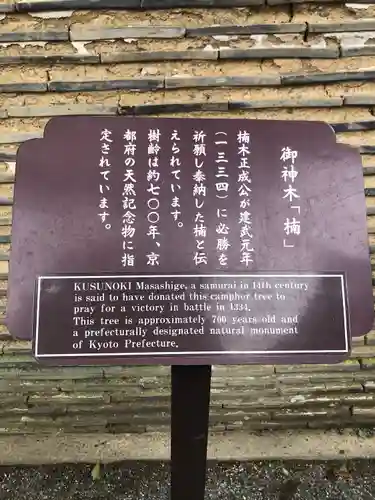 御神木「楠」
楠木正成公が建武元年
(一三三四)に必勝を
祈願し奉納した楠と伝
えられています。
樹齢は約七〇〇年、京
都府の天然記念物に指
定されています。
KUSUNOKI Masashige, a samurai in 14th century
is said to have donated this camphor tree to
pray for a victory in battle in 1334.
This tree is approximately 700 years old and
a prefecturally designated natural monument
of Kyoto Prefecture.